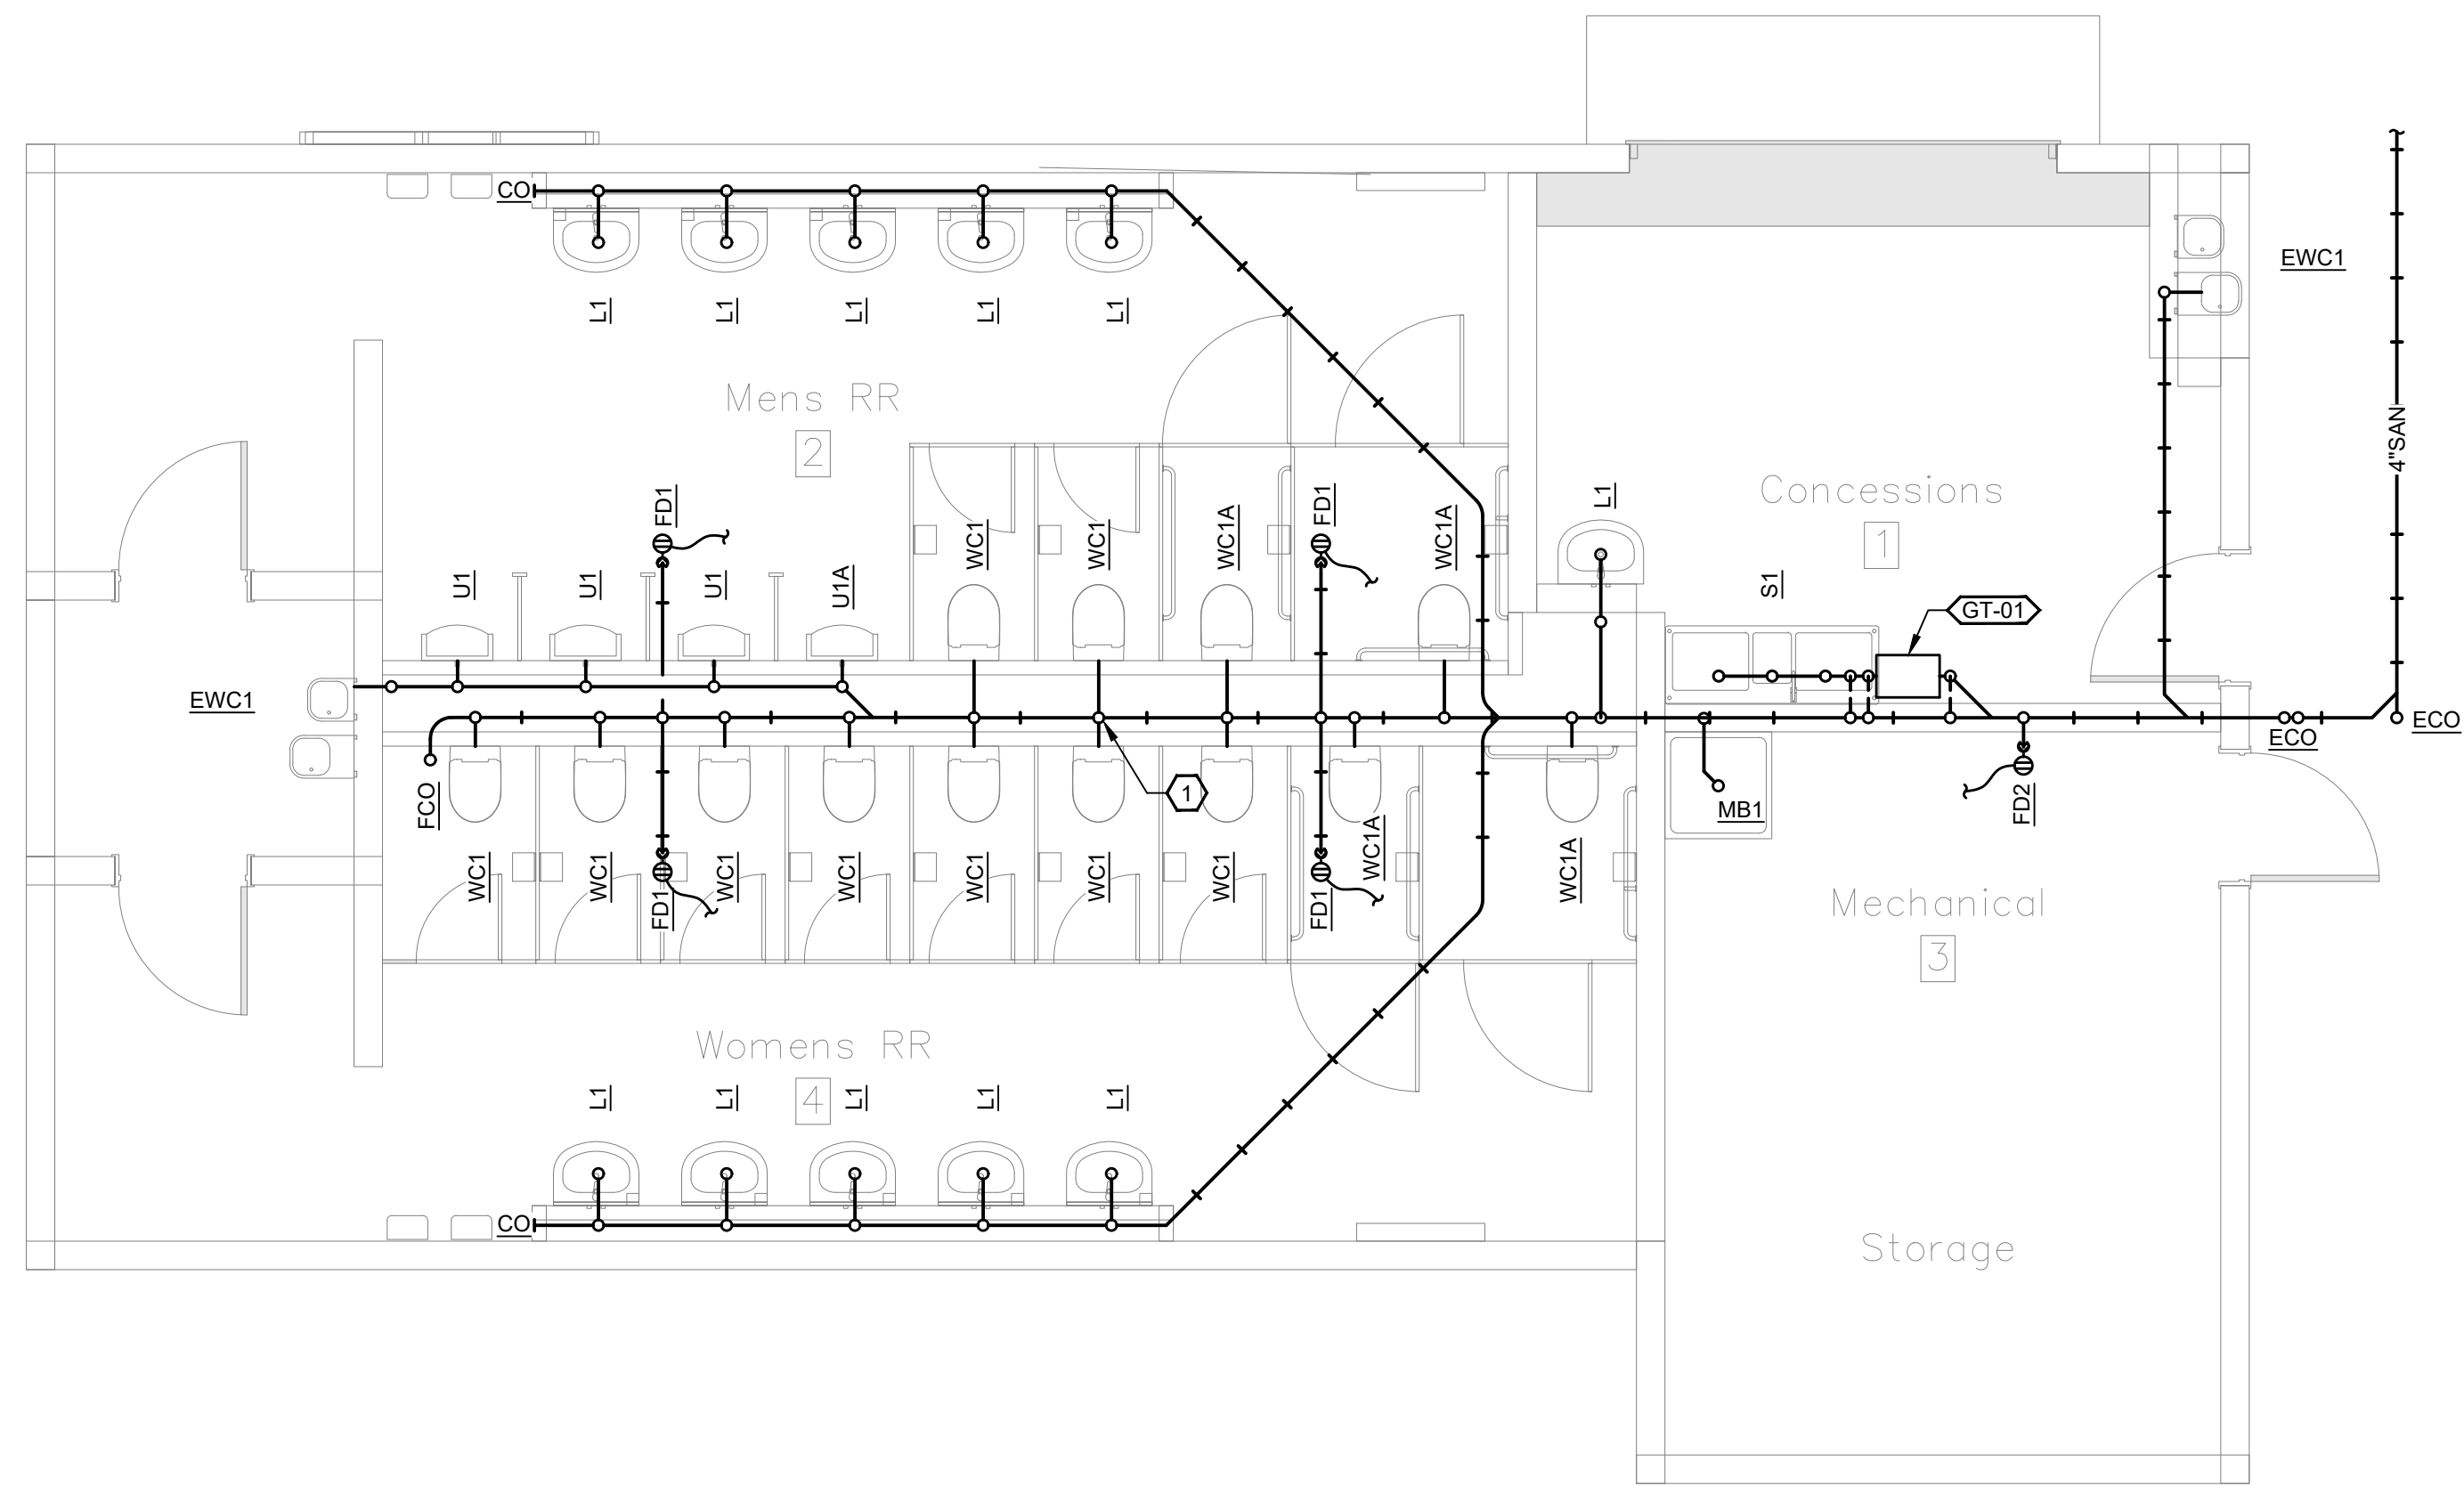 CO
L1
L1
L1
L1
L1
EWC1
Mens RR
2
4"SAN
Concessions
1
FD1
FD1
L1
WC1
WC1
WC1A
WC1A
U1
U1
U1
U1A
S1
GT-01
EWC1
ECO
ECO
FCO
1
MB1
FD2
WC1
WC1
FD1
WC1
WC1
WC1
WC1
WC1
FD1
WC1A
WC1A
Mechanical
3
Womens RR
4
L1
L1
L1
L1
L1
CO
Storage